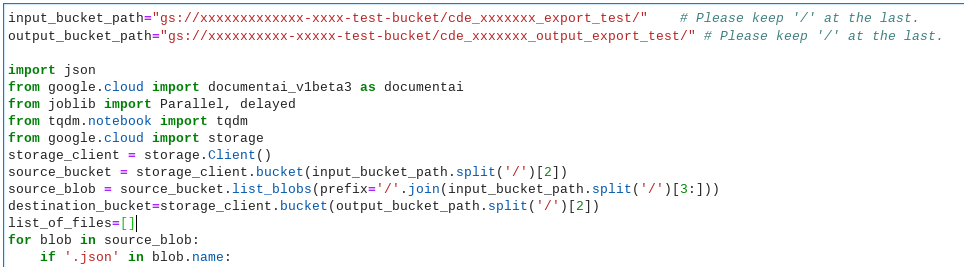 input_bucket_path="gs://xxxxxxxxxxxxx-xxxx-test-bucket/cde_xxxxxxx_export_test/"    # Please keep '/' at the last.
output_bucket_path="gs://xxxxxxxxxx-xxxxx-test-bucket/cde_xxxxxxx_output_export_test/" # Please keep '/' at the last.

import json
from google.cloud import documentai_v1beta3 as documentai
from joblib import Parallel, delayed
from tqdm.notebook import tqdm
from google.cloud import storage
storage_client = storage.Client()
source_bucket = storage_client.bucket(input_bucket_path.split('/')[2])
source_blob = source_bucket.list_blobs(prefix='/'.join(input_bucket_path.split('/')[3:]))
destination_bucket=storage_client.bucket(output_bucket_path.split('/')[2])
list_of_files=[]
for blob in source_blob:
    if '.json' in blob.name: